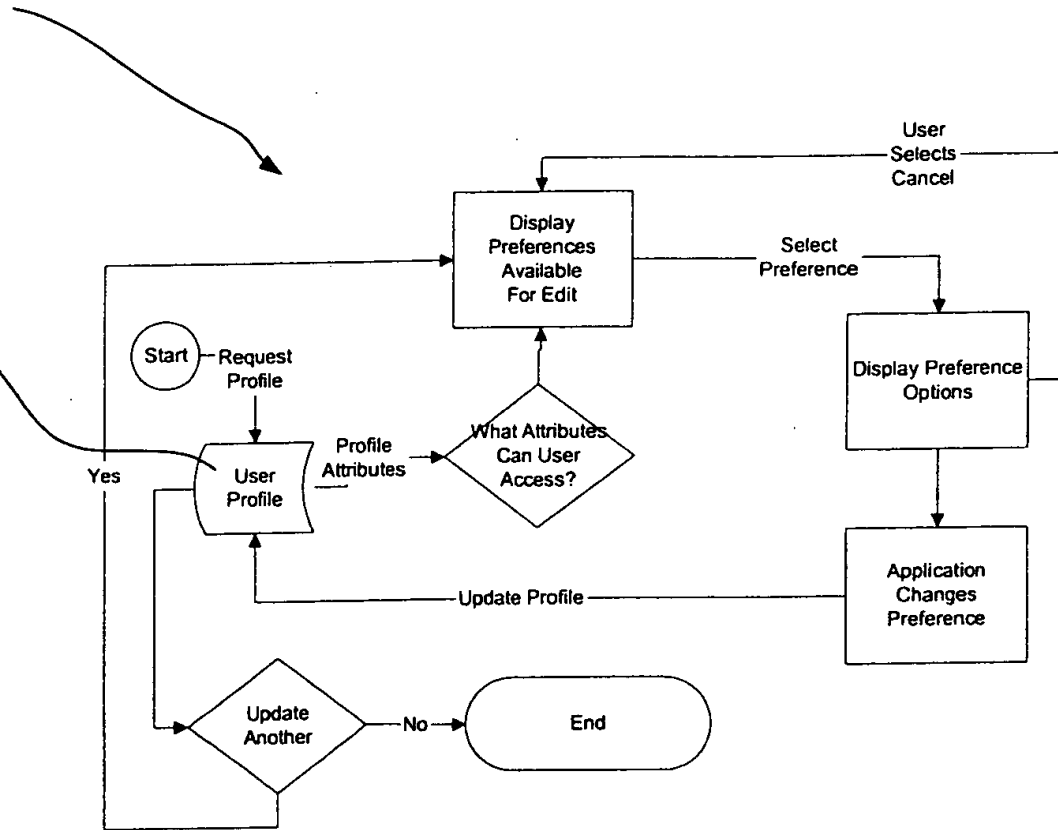 User
Selects
Cancel
Display
Preferences
Available
For Edit
Select
Preference
Start
Request
Profile
Display Preference
Options
What Attributes
Can User
Access?
Profile
Attributes
Yes
User
Profile
Application
Changes
Preference
Update Profile
Update
Another
No
End